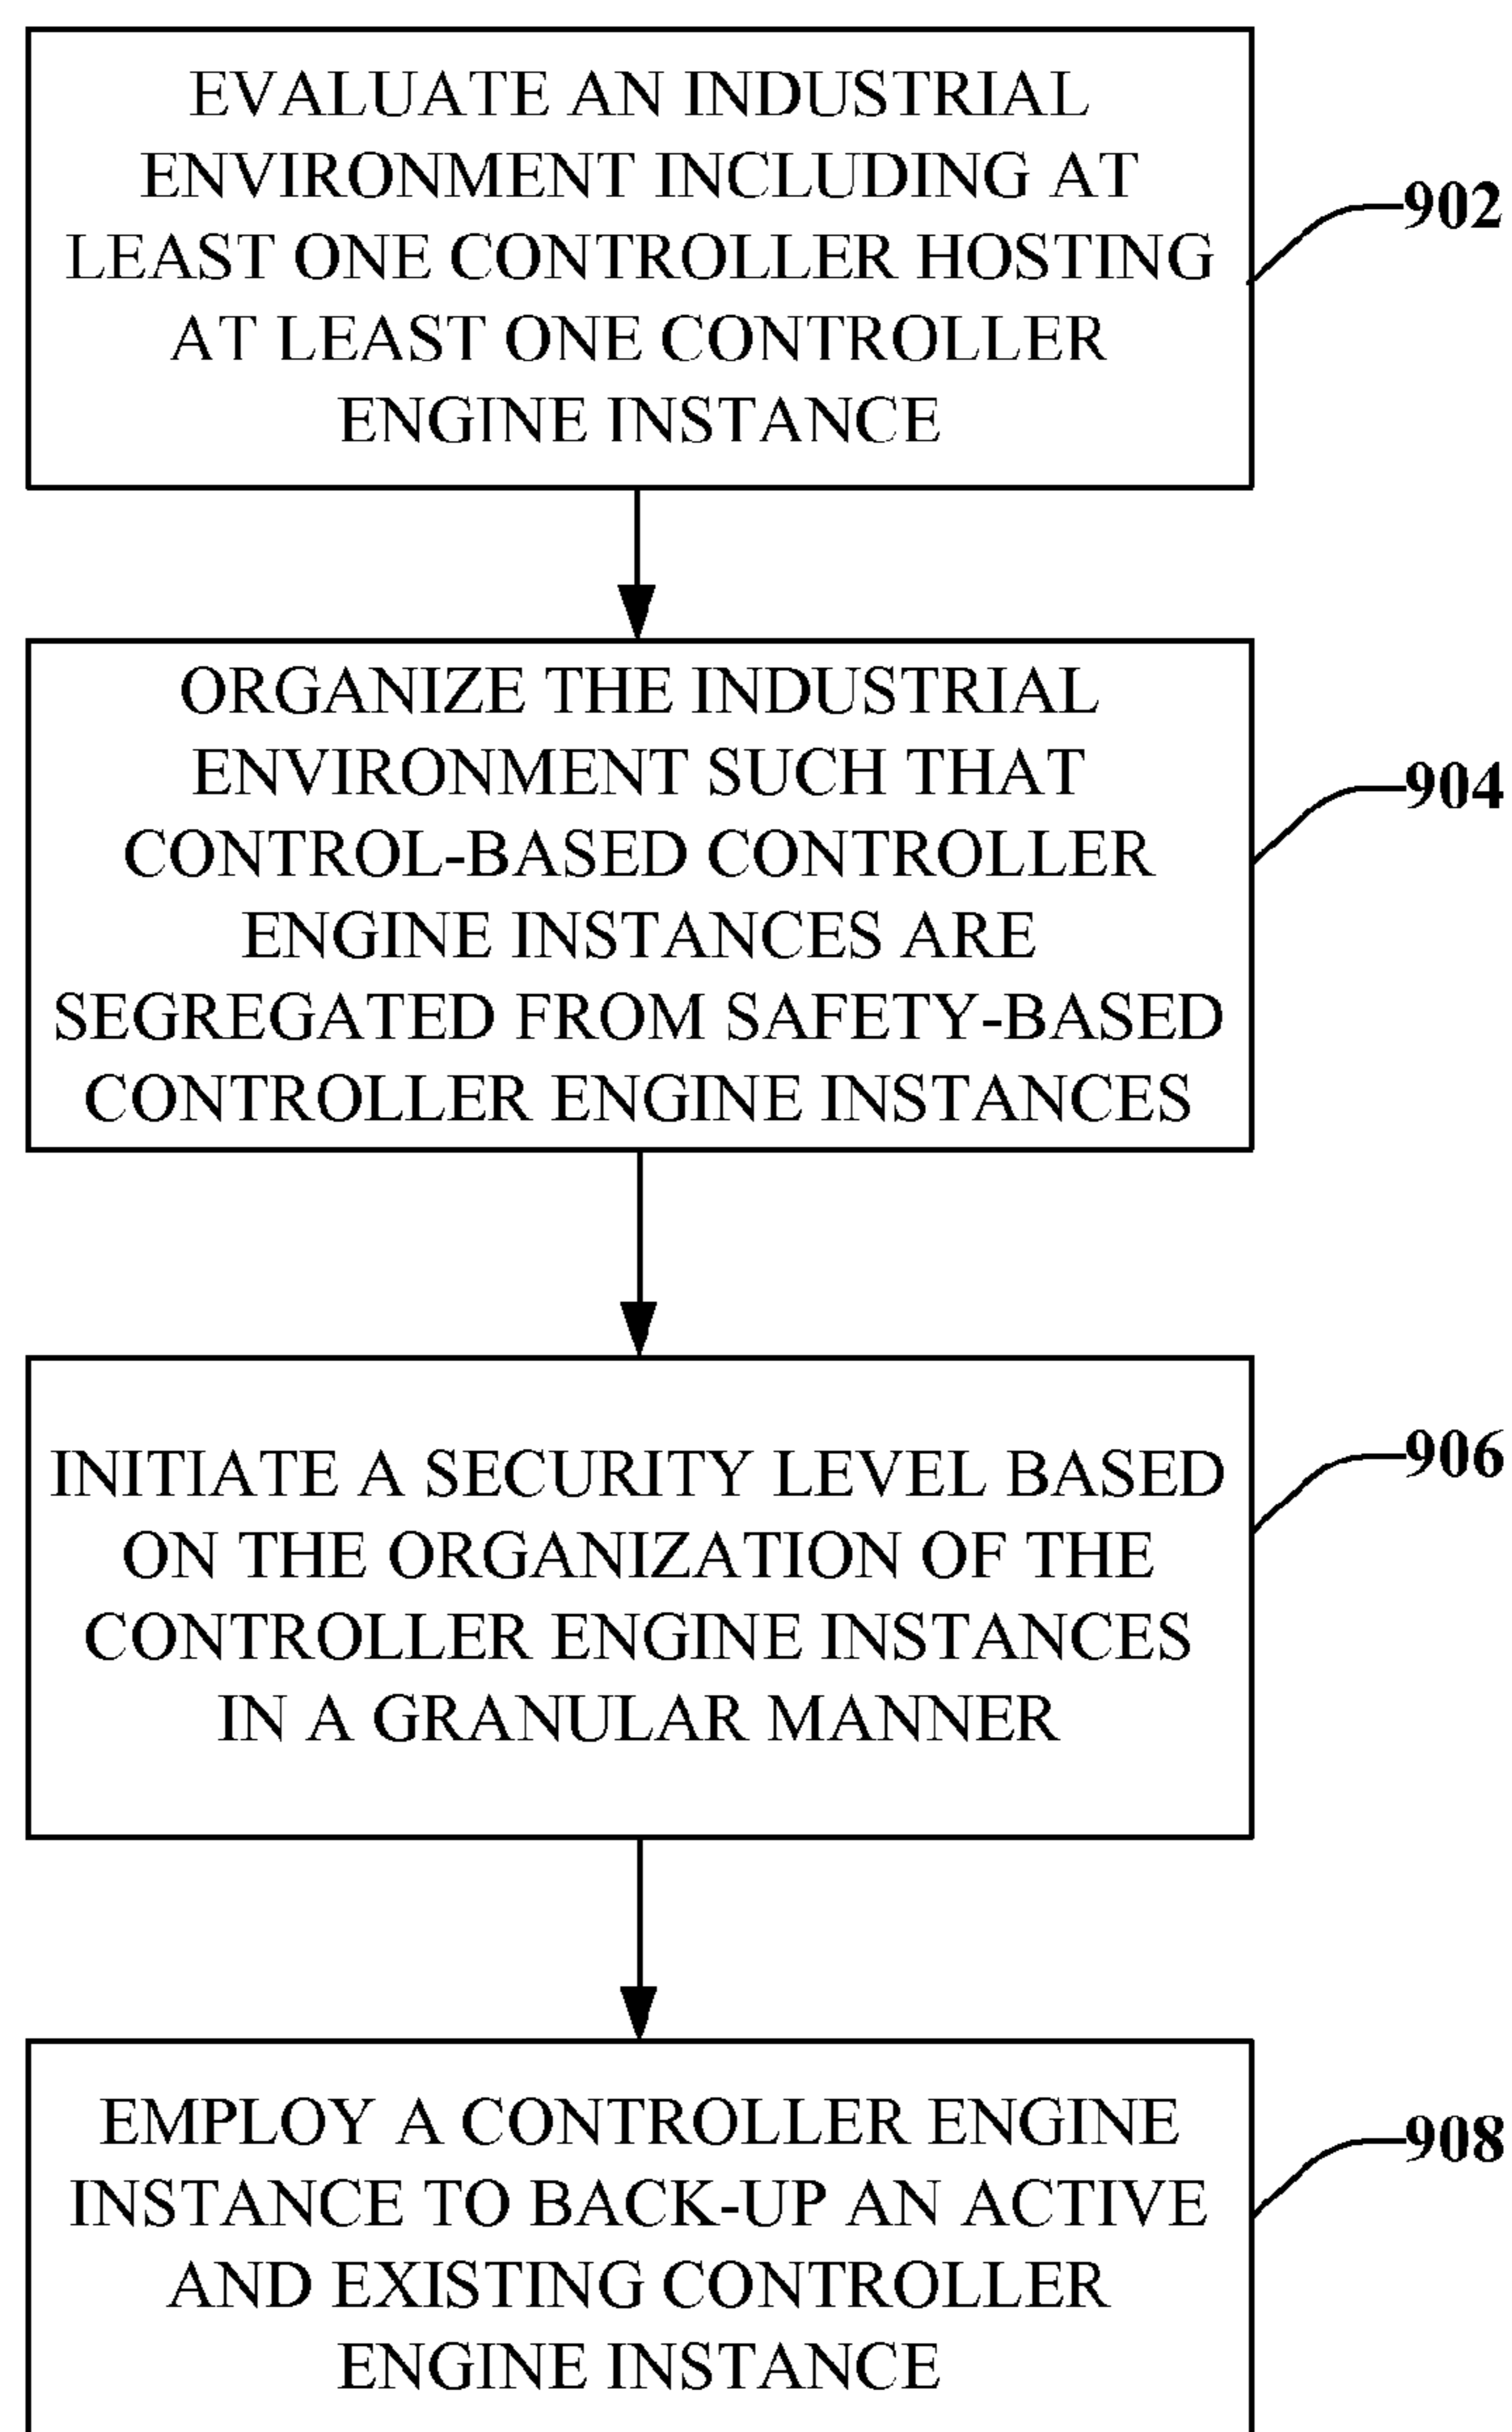 EVALUATE AN INDUSTRIAL
ENVIRONMENT INCLUDING AT
LEAST ONE CONTROLLER HOSTING
AT LEAST ONE CONTROLLER
ENGINE INSTANCE
902
ORGANIZE THE INDUSTRIAL
ENVIRONMENT SUCH THAT
CONTROL-BASED CONTROLLER
ENGINE INSTANCES ARE
SEGREGATED FROM SAFETY-BASED
CONTROLLER ENGINE INSTANCES
904
INITIATE A SECURITY LEVEL BASED
ON THE ORGANIZATION OF THE
CONTROLLER ENGINE INSTANCES
IN A GRANULAR MANNER
906
EMPLOY A CONTROLLER ENGINE
INSTANCE TO BACK-UP AN ACTIVE
AND EXISTING CONTROLLER
ENGINE INSTANCE
908